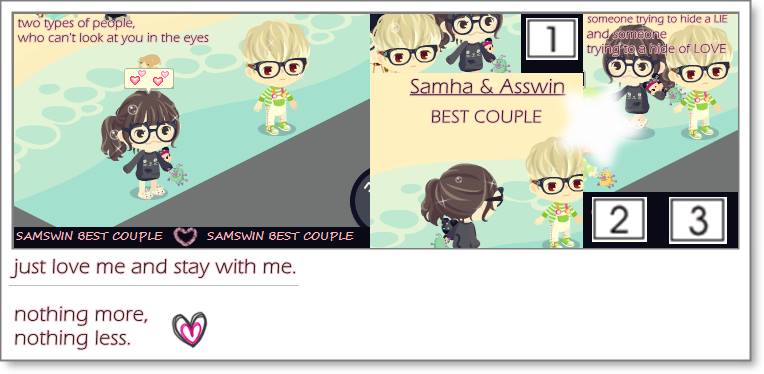 two types of people,
who can't look at you in the eyes
SAMSWIN BEST COUPLE SAMSWIN BEST COUPLE
1
Samha & Asswin
BEST COUPLE
someone trying to hide a LIE
and someone
trying to a hide of LOVE
2 3
just love me and stay with me.
nothing more,
nothing less.